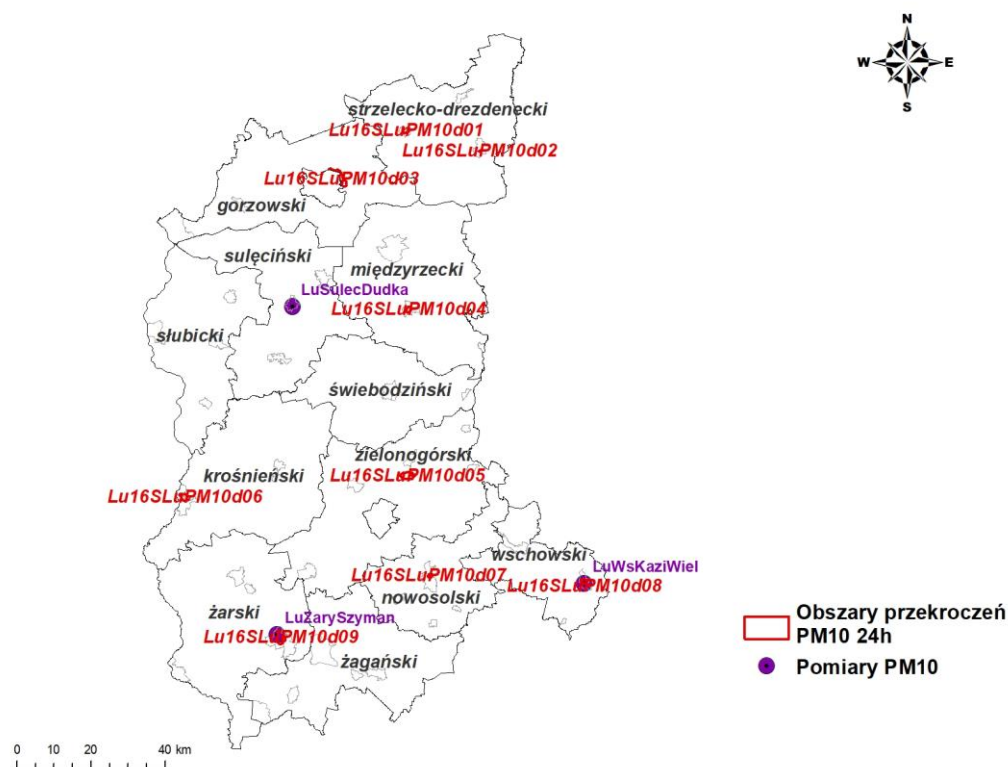 N
W E
S
strzelecko-drezdenecki
Lu16SLuPM10d01
Lu16SLuPM10d02
Lu16SLuPM10d03
gorzowski
sulęciński
międzyrzecki
LuSulecDudka
Lu16SLuPM10d04
słubicki
świebodziński
zielonogórski
krośnieński
Lu16SLuPM10d05
Lu16SLuPM10d06
wschowski
LuWsKaziWiel
Lu16SLuPM10d07
Lu16SLuPM10d08
nowosolski
żarski
LuZarySzyman
Lu16SLuPM10d09
żagański
Obszary przekroczeń
PM10 24h
Pomiary PM10
0 10 20 40 km